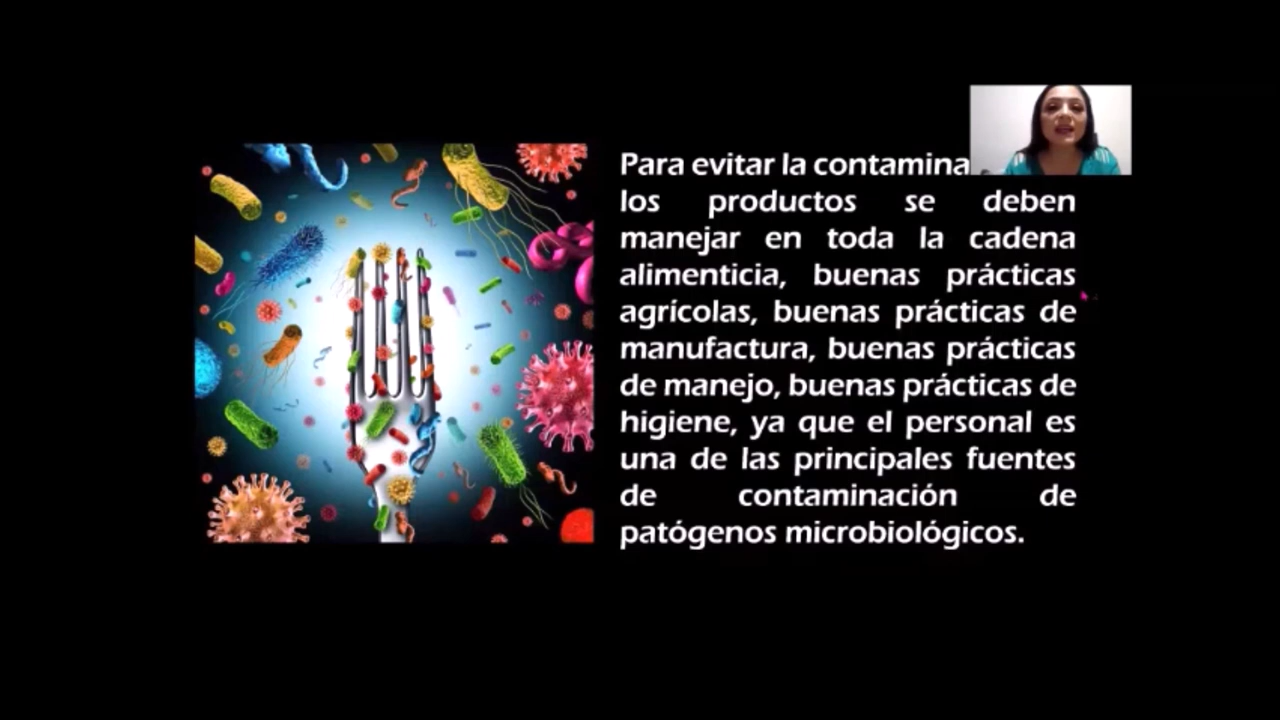 Para evitar la contamina
los productos se deben
manejar en toda la cadena
alimenticia, buenas prácticas
agrícolas, buenas prácticas de
manufactura, buenas prácticas
de manejo, buenas prácticas de
higiene, ya que el personal es
una de las principales fuentes
de contaminación de
patógenos microbiológicos.